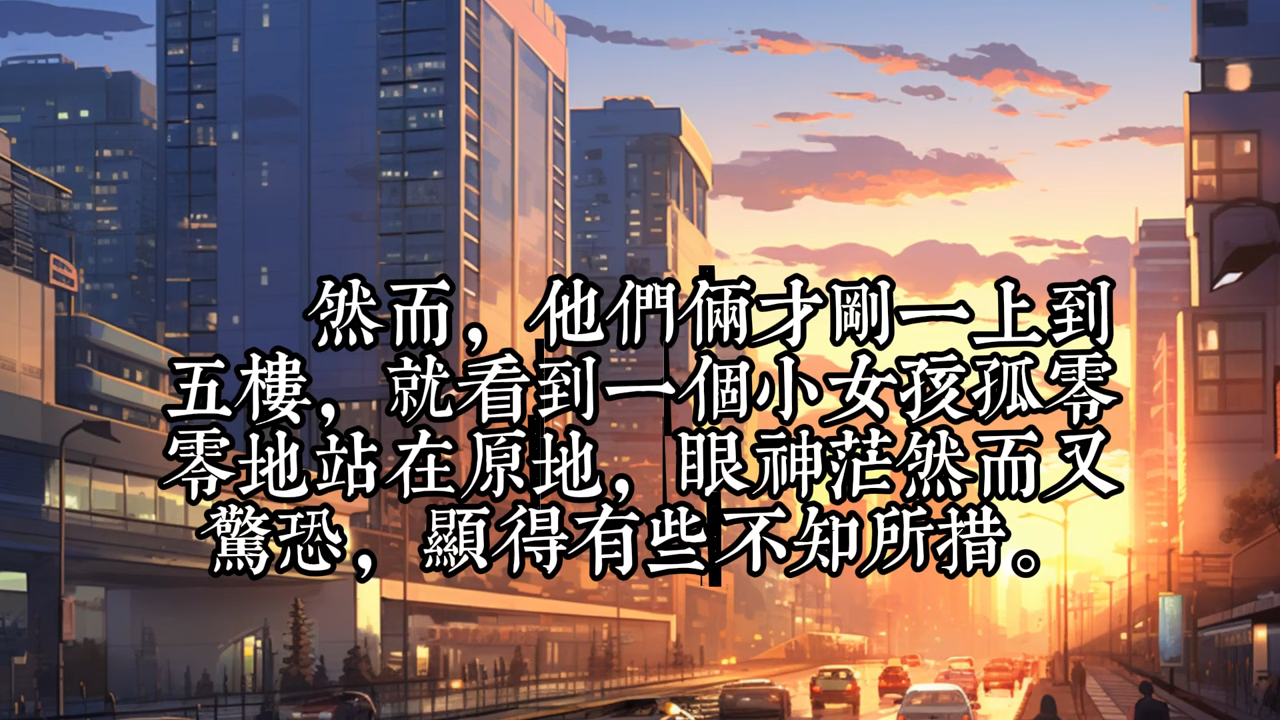 然而，他們倆才剛一上到
五樓，就看到一個小女孩孤零
零地站在原地，眼神茫然而又
驚恐，顯得有些不知所措。